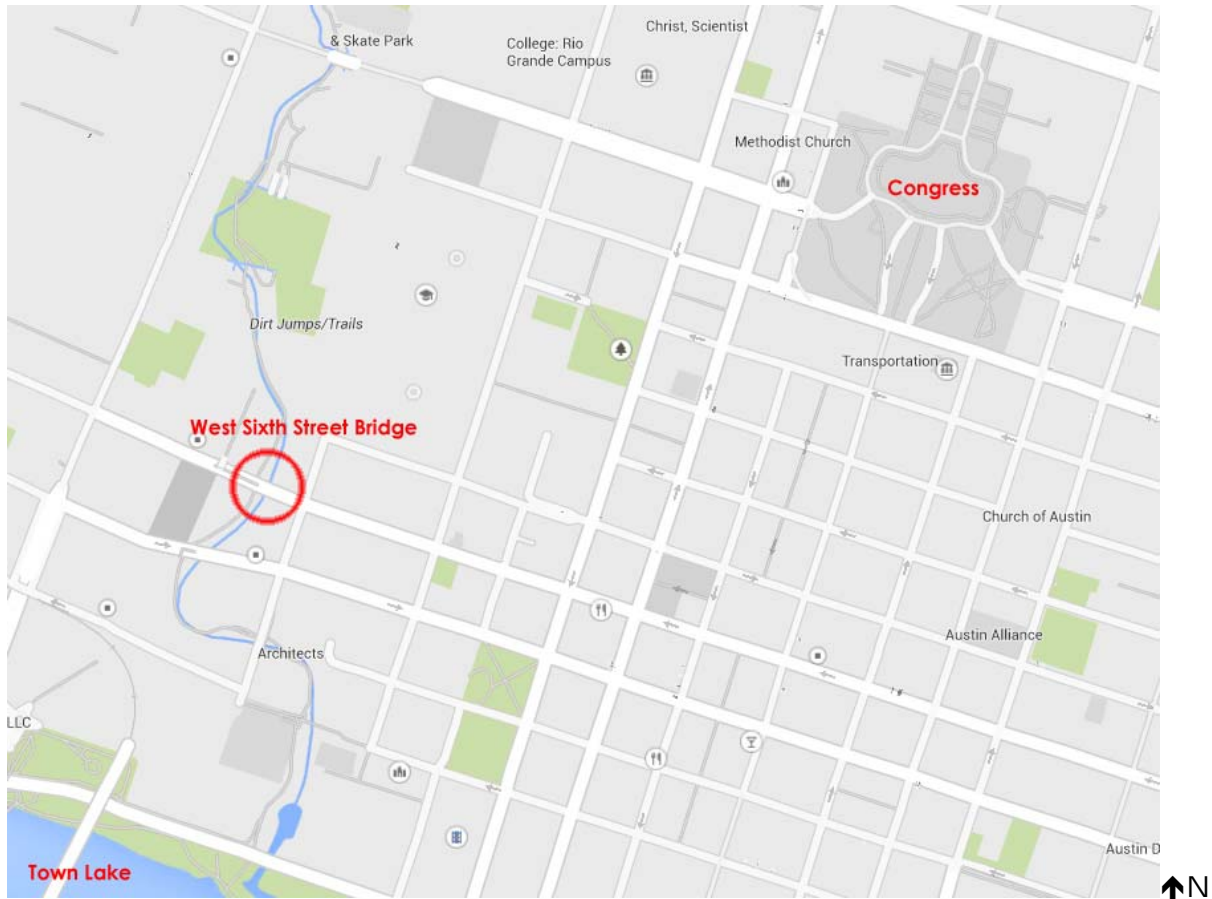 Christ, Scientist
& Skate Park
College: Rio
Grande Campus
Methodist Church
Congress
Dirt Jumps/Trails
Transportation
West Sixth Street Bridge
Church of Austin
Austin Alliance
Architects
LLC
Austin D
Town Lake
N